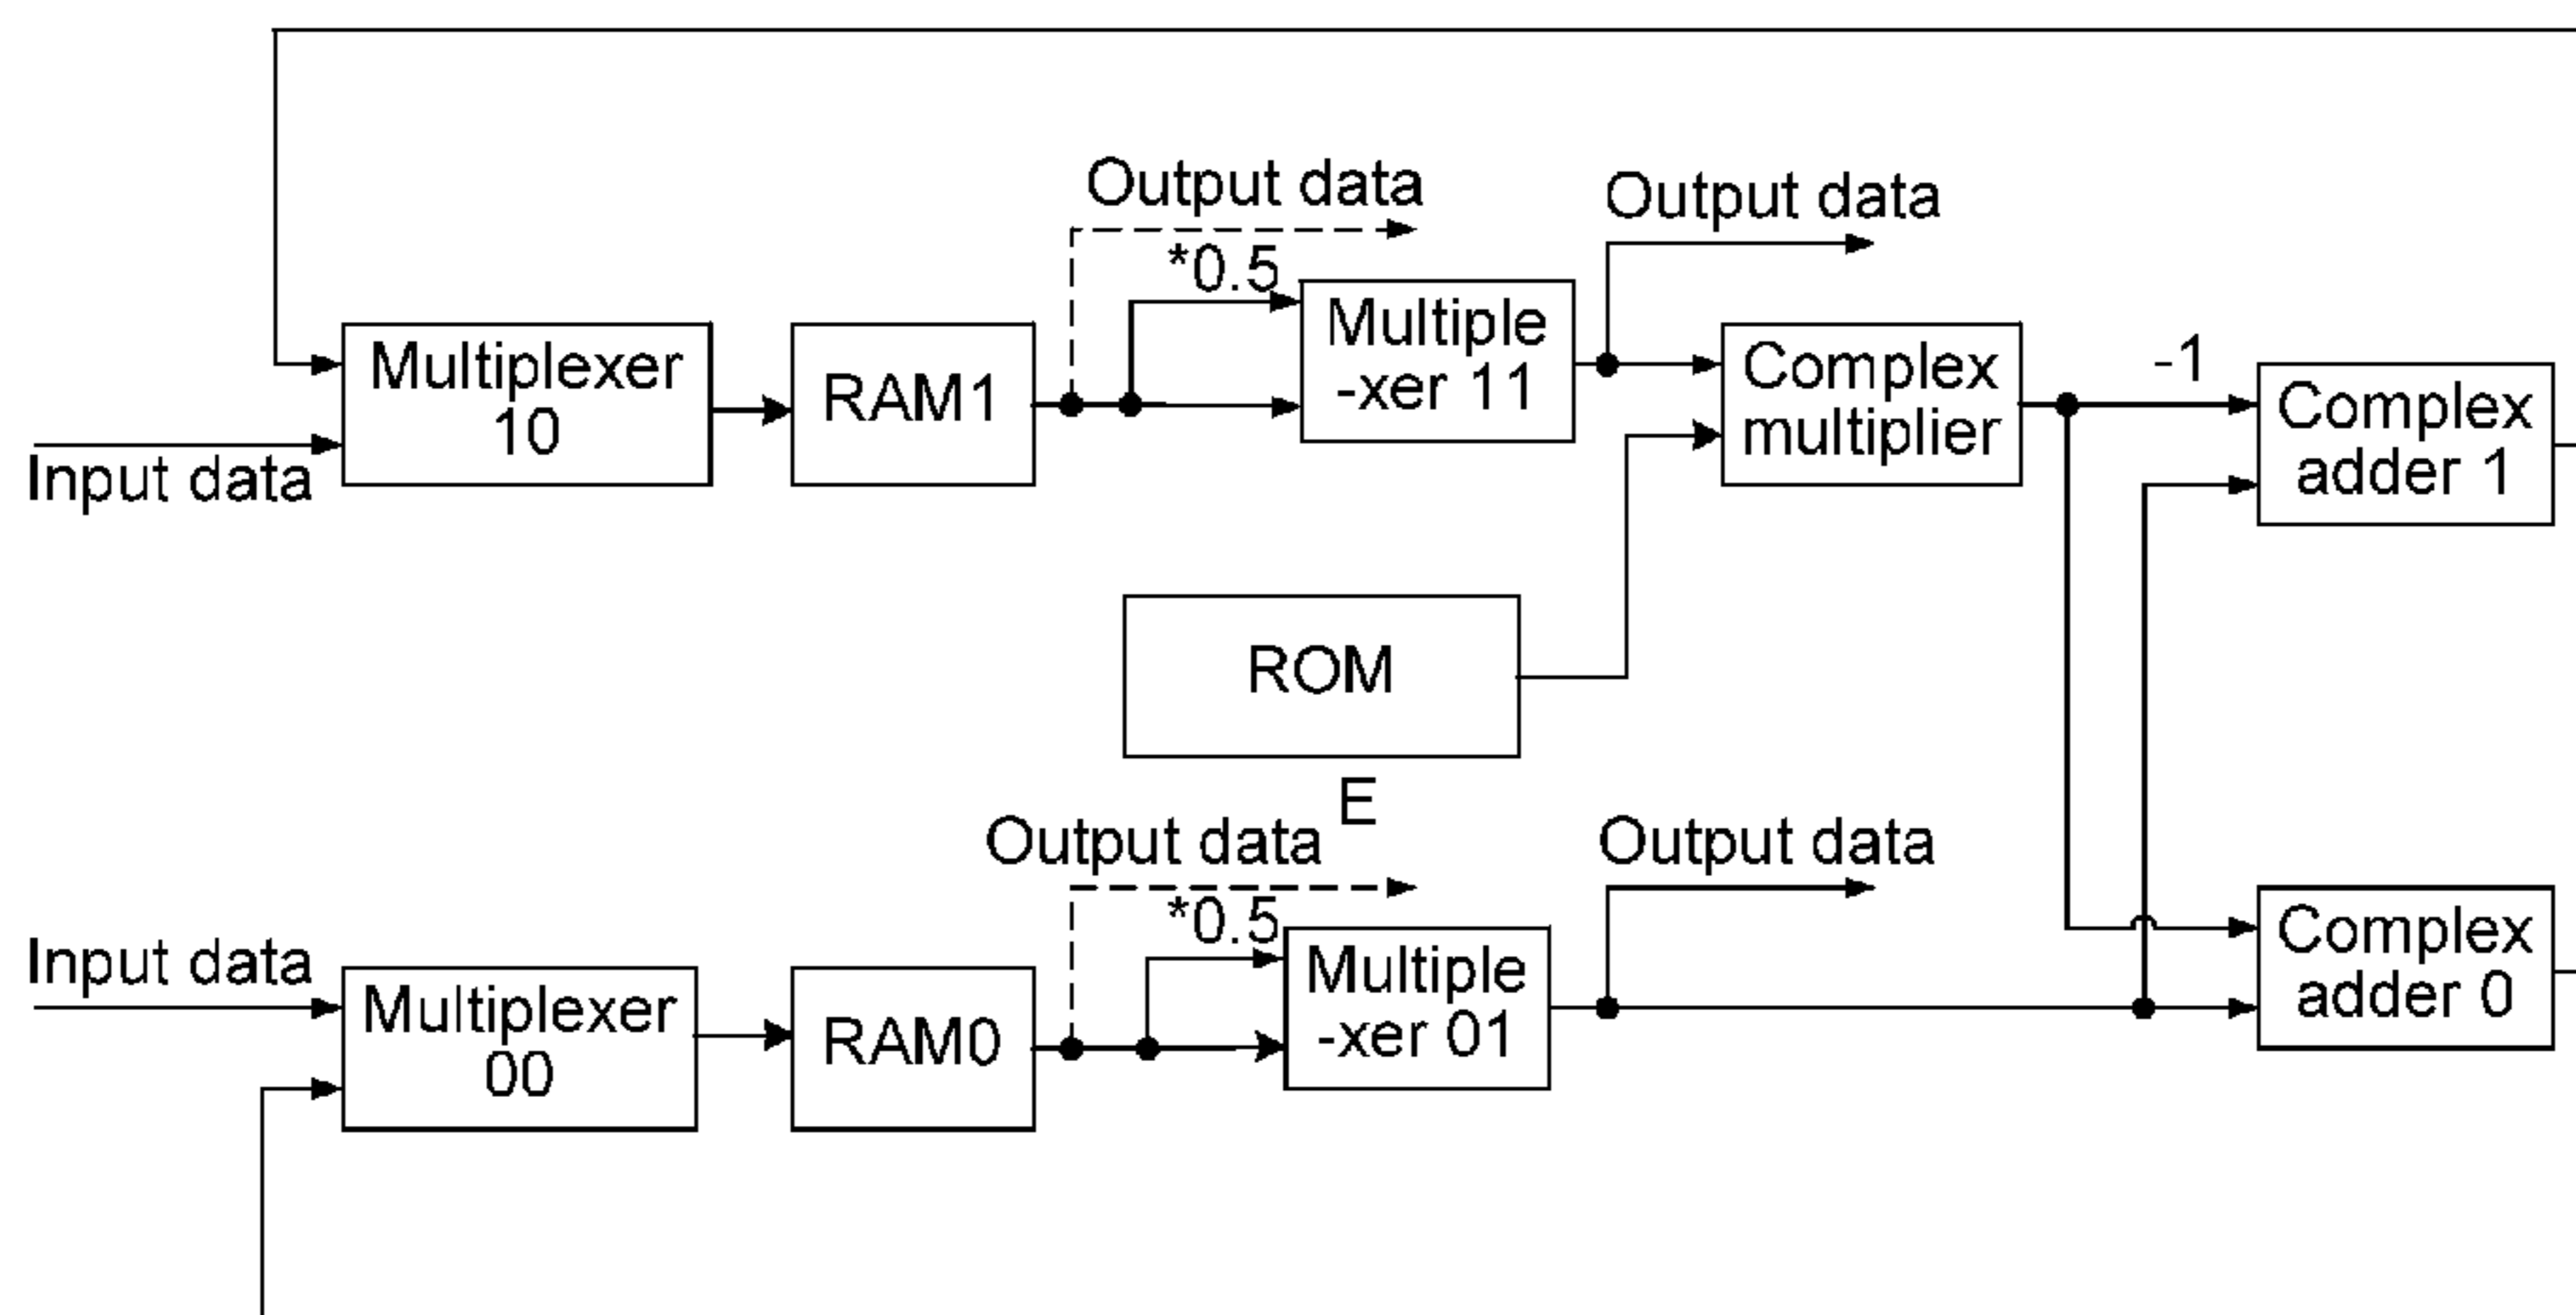 Output data
Output data
*0.5
Multiple
-xer 11
Multiplexer
10
RAM1
Complex
multiplier
-1
Complex
adder 1
Input data
ROM
E
Output data
Output data
*0.5
Input data
Multiplexer
00
RAM0
Multiple
-xer 01
Complex
adder 0